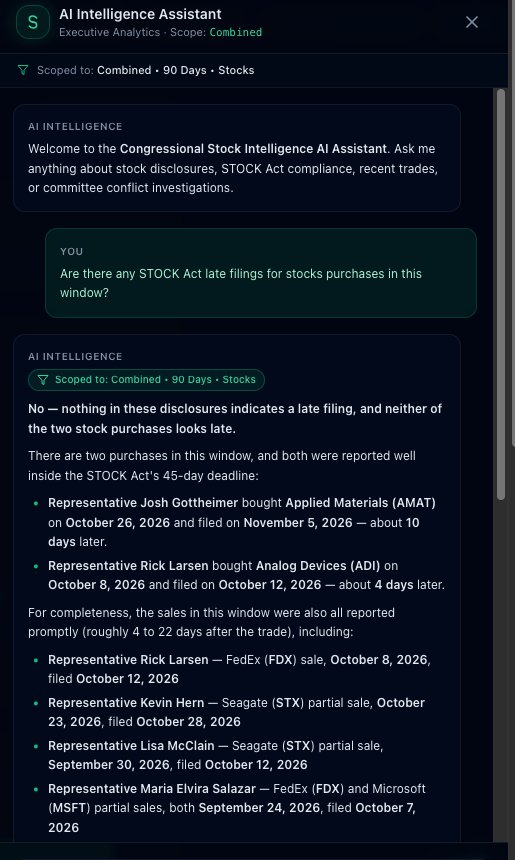 S
AI Intelligence Assistant
Executive Analytics · Scope: Combined
Scoped to: Combined • 90 Days • Stocks
AI INTELLIGENCE
Welcome to the Congressional Stock Intelligence AI Assistant. Ask me
anything about stock disclosures, STOCK Act compliance, recent trades,
or committee conflict investigations.
YOU
Are there any STOCK Act late filings for stocks purchases in this
window?
AI INTELLIGENCE
Scoped to: Combined • 90 Days • Stocks
No — nothing in these disclosures indicates a late filing, and neither of
the two stock purchases looks late.
There are two purchases in this window, and both were reported well
inside the STOCK Act's 45-day deadline:
• Representative Josh Gottheimer bought Applied Materials (AMAT)
on October 26, 2026 and filed on November 5, 2026 — about 10
days later.
• Representative Rick Larsen bought Analog Devices (ADI) on
October 8, 2026 and filed on October 12, 2026 — about 4 days later.
For completeness, the sales in this window were also all reported
promptly (roughly 4 to 22 days after the trade), including:
• Representative Rick Larsen — FedEx (FDX) sale, October 8, 2026,
filed October 12, 2026
• Representative Kevin Hern — Seagate (STX) partial sale, October
23, 2026, filed October 28, 2026
• Representative Lisa McClain — Seagate (STX) partial sale,
September 30, 2026, filed October 12, 2026
• Representative Maria Elvira Salazar — FedEx (FDX) and Microsoft
(MSFT) partial sales, both September 24, 2026, filed October 7,
2026